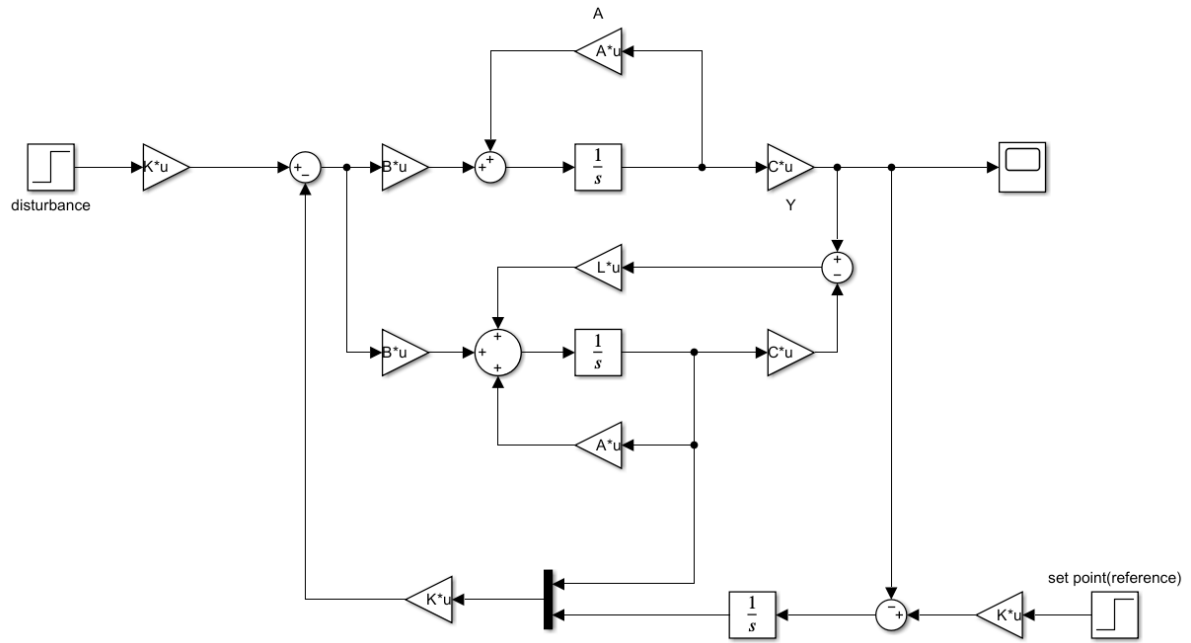 A
A*u
disturbance
K*u
+
−
B*u
+
+
1
s
C*u
Y
L*u
+
−
B*u
+
+
+
1
s
C*u
A*u
K*u
1
s
−
+
K*u
set point(reference)